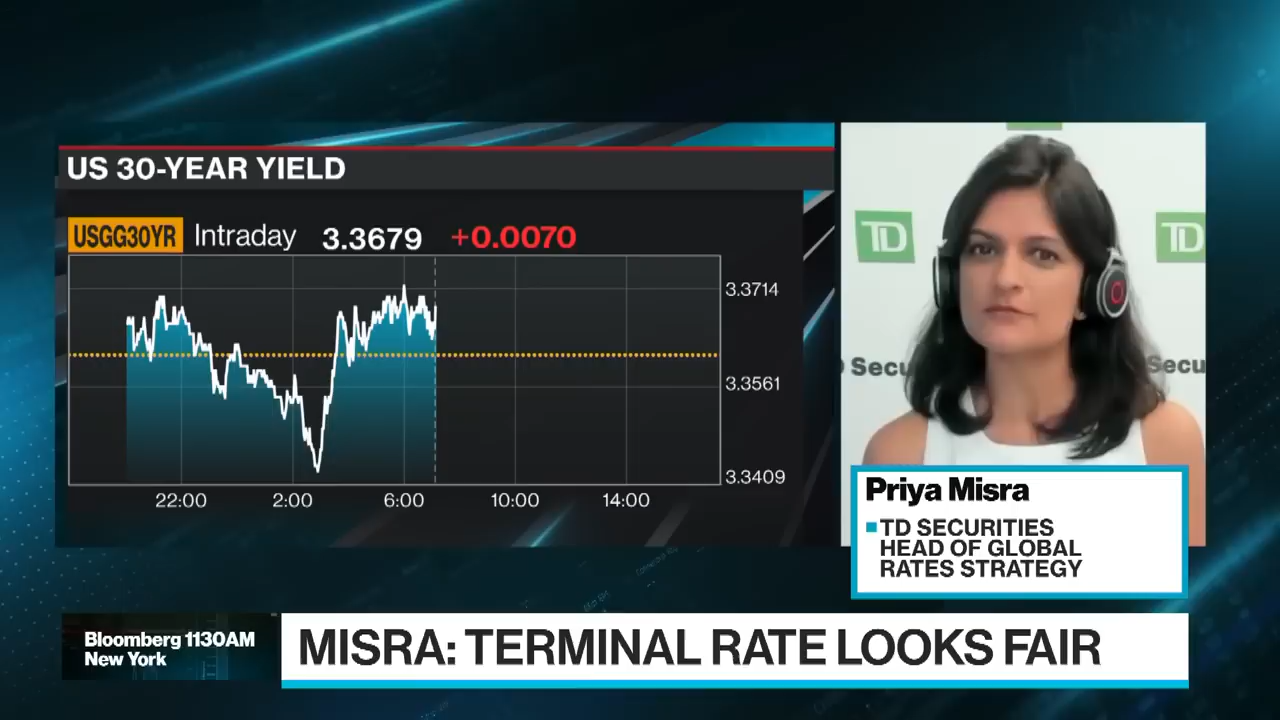 US 30-YEAR YIELD
USGG30YR Intraday 3.3679 +0.0070
3.3714
3.3561
3.3409
22:00 2:00 6:00 10:00 14:00
TD TD
Secu Secu
Priya Misra
TD SECURITIES
HEAD OF GLOBAL
RATES STRATEGY
Bloomberg 1130AM
New York
MISRA: TERMINAL RATE LOOKS FAIR